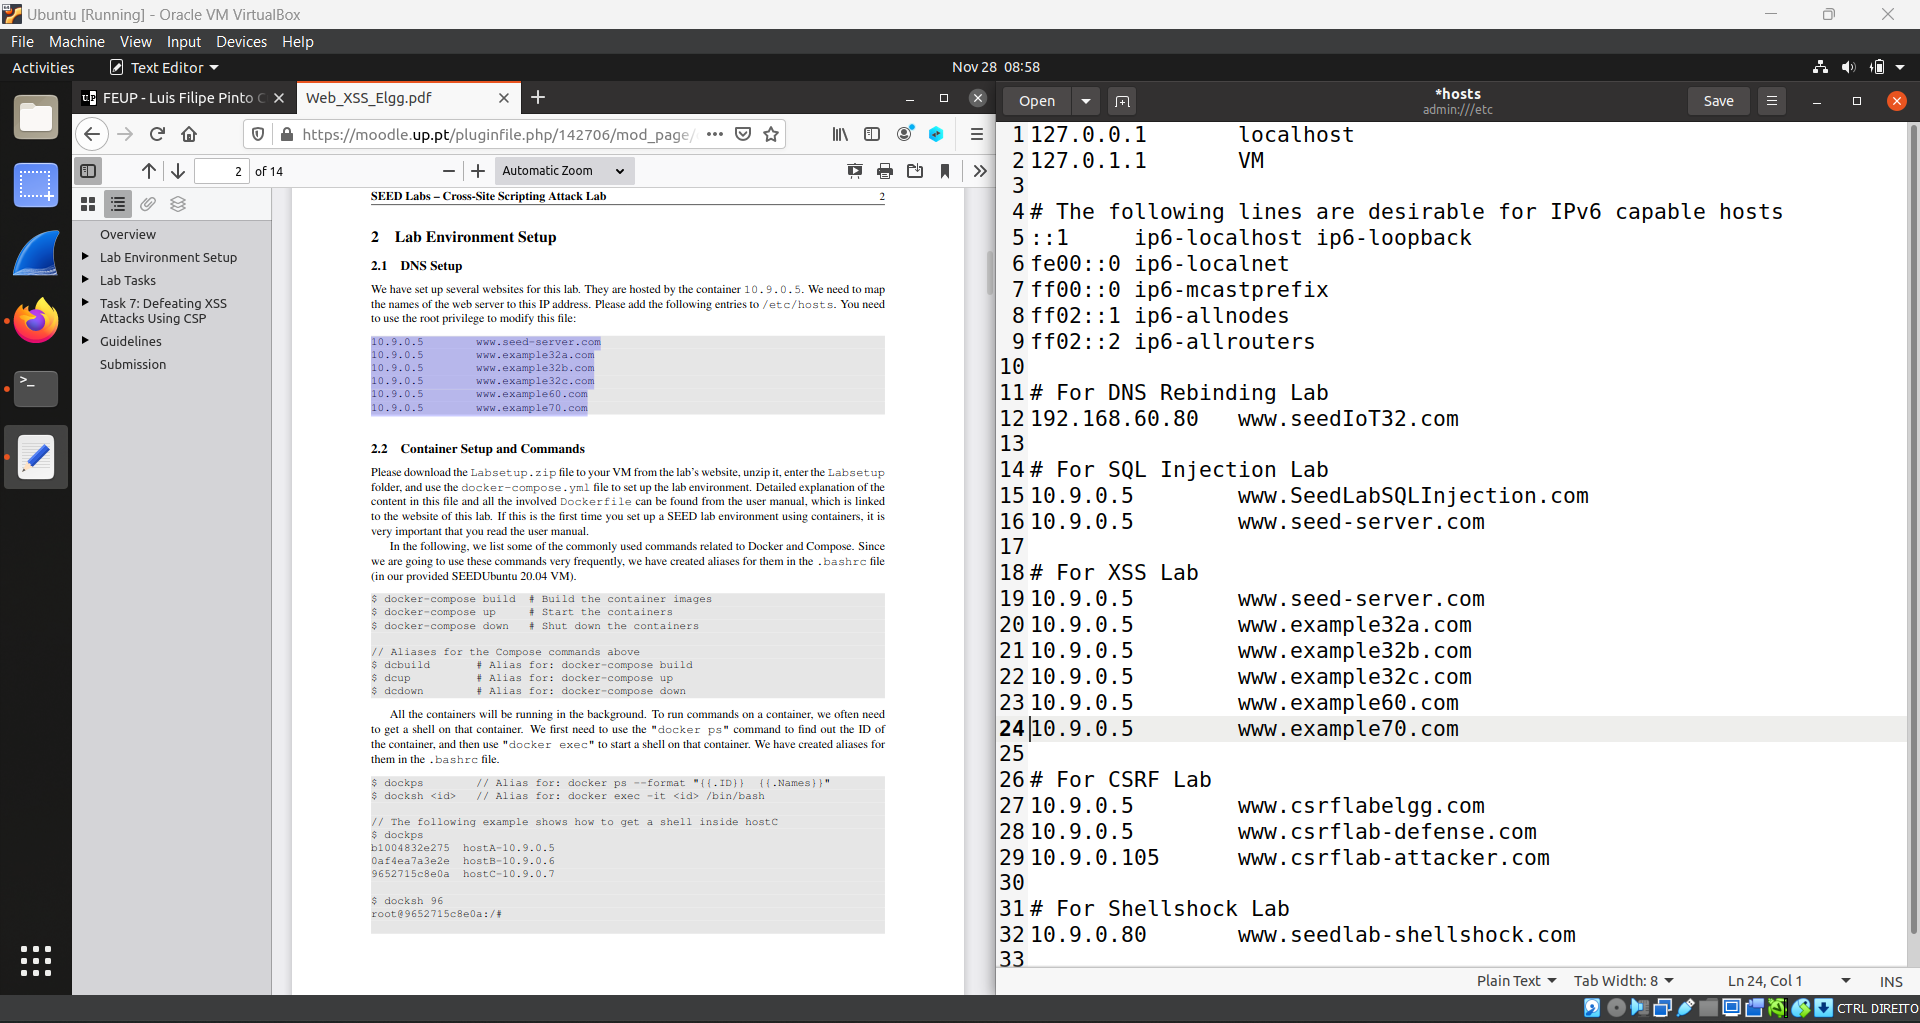 Ubuntu [Running] - Oracle VM VirtualBox
File Machine View Input Devices Help
Activities Text Editor Nov 28 08:58
FEUP - Luis Filipe Pinto C
Web_XSS_Elgg.pdf
https://moodle.up.pt/pluginfile.php/142706/mod_page/
2 of 14
Automatic Zoom
Overview
Lab Environment Setup
Lab Tasks
Task 7: Defeating XSS
Attacks Using CSP
Guidelines
Submission
SEED Labs – Cross-Site Scripting Attack Lab 2
2 Lab Environment Setup
2.1 DNS Setup
We have set up several websites for this lab. They are hosted by the container 10.9.0.5. We need to map
the names of the web server to this IP address. Please add the following entries to /etc/hosts. You need
to use the root privilege to modify this file:
10.9.0.5 www.seed-server.com
10.9.0.5 www.example32a.com
10.9.0.5 www.example32b.com
10.9.0.5 www.example32c.com
10.9.0.5 www.example60.com
10.9.0.5 www.example70.com
2.2 Container Setup and Commands
Please download the Labsetup.zip file to your VM from the lab's website, unzip it, enter the Labsetup
folder, and use the docker-compose.yml file to set up the lab environment. Detailed explanation of the
content in this file and all the involved Dockerfile can be found from the user manual, which is linked
to the website of this lab. If this is the first time you set up a SEED lab environment using containers, it is
very important that you read the user manual.
In the following, we list some of the commonly used commands related to Docker and Compose. Since
we are going to use these commands very frequently, we have created aliases for them in the .bashrc file
(in our provided SEEDUbuntu 20.04 VM).
$ docker-compose build # Build the container images
$ docker-compose up # Start the containers
$ docker-compose down # Shut down the containers
// Aliases for the Compose commands above
$ dcbuild # Alias for: docker-compose build
$ dcup # Alias for: docker-compose up
$ dcdown # Alias for: docker-compose down
All the containers will be running in the background. To run commands on a container, we often need
to get a shell on that container. We first need to use the "docker ps" command to find out the ID of
the container, and then use "docker exec" to start a shell on that container. We have created aliases for
them in the .bashrc file.
$ dockps // Alias for: docker ps --format "{{.ID}} {{.Names}}"
$ docksh <id> // Alias for: docker exec -it <id> /bin/bash
// The following example shows how to get a shell inside hostC
$ dockps
b1004832e275 hostA-10.9.0.5
0af4ea7a3e2e hostB-10.9.0.6
9652715c8e0a hostC-10.9.0.7
$ docksh 96
root@9652715c8e0a:/#
Open
*hosts
admin:///etc
Save
1 127.0.0.1 localhost
2 127.0.1.1 VM
3
4 # The following lines are desirable for IPv6 capable hosts
5 ::1 ip6-localhost ip6-loopback
6 fe00::0 ip6-localnet
7 ff00::0 ip6-mcastprefix
8 ff02::1 ip6-allnodes
9 ff02::2 ip6-allrouters
10
11 # For DNS Rebinding Lab
12 192.168.60.80 www.seedIoT32.com
13
14 # For SQL Injection Lab
15 10.9.0.5 www.SeedLabSQLInjection.com
16 10.9.0.5 www.seed-server.com
17
18 # For XSS Lab
19 10.9.0.5 www.seed-server.com
20 10.9.0.5 www.example32a.com
21 10.9.0.5 www.example32b.com
22 10.9.0.5 www.example32c.com
23 10.9.0.5 www.example60.com
24 10.9.0.5 www.example70.com
25
26 # For CSRF Lab
27 10.9.0.5 www.csrflabelgg.com
28 10.9.0.5 www.csrflab-defense.com
29 10.9.0.105 www.csrflab-attacker.com
30
31 # For Shellshock Lab
32 10.9.0.80 www.seedlab-shellshock.com
33
Plain Text Tab Width: 8 Ln 24, Col 1 INS
CTRL DIREITO